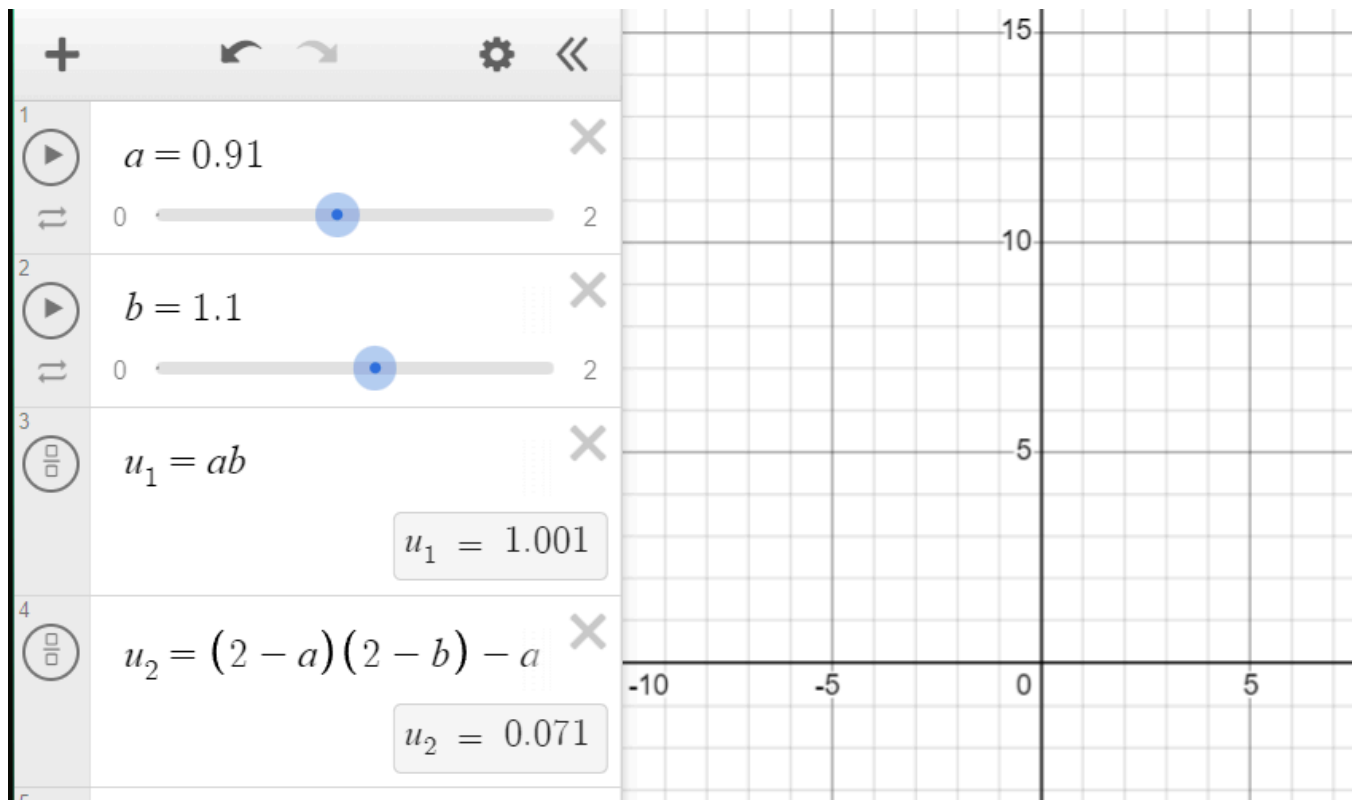 1
a = 0.91
0 2
2
b = 1.1
0 2
3
u₁ = ab
u₁ = 1.001
4
u₂ = (2 − a)(2 − b) − a
u₂ = 0.071
15
10
5
-10 -5 0 5